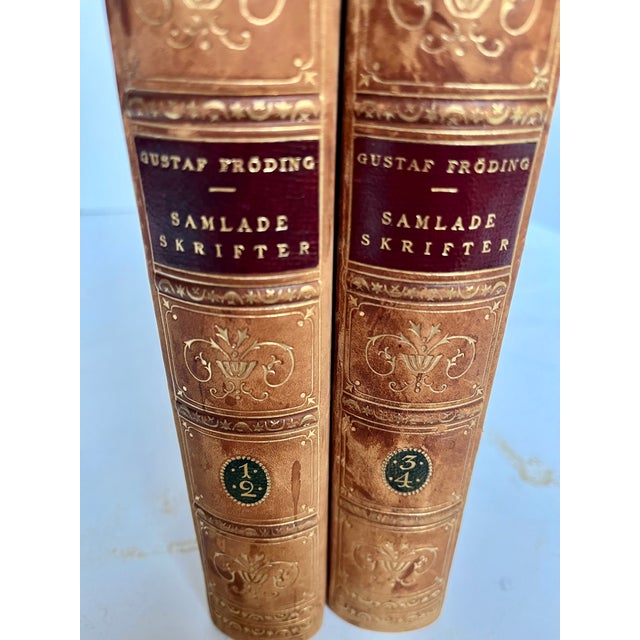 GUSTAF FRÖDING
SAMLADE
SKRIFTER
1
2
GUSTAF FRÖDING
SAMLADE
SKRIFTER
3
4